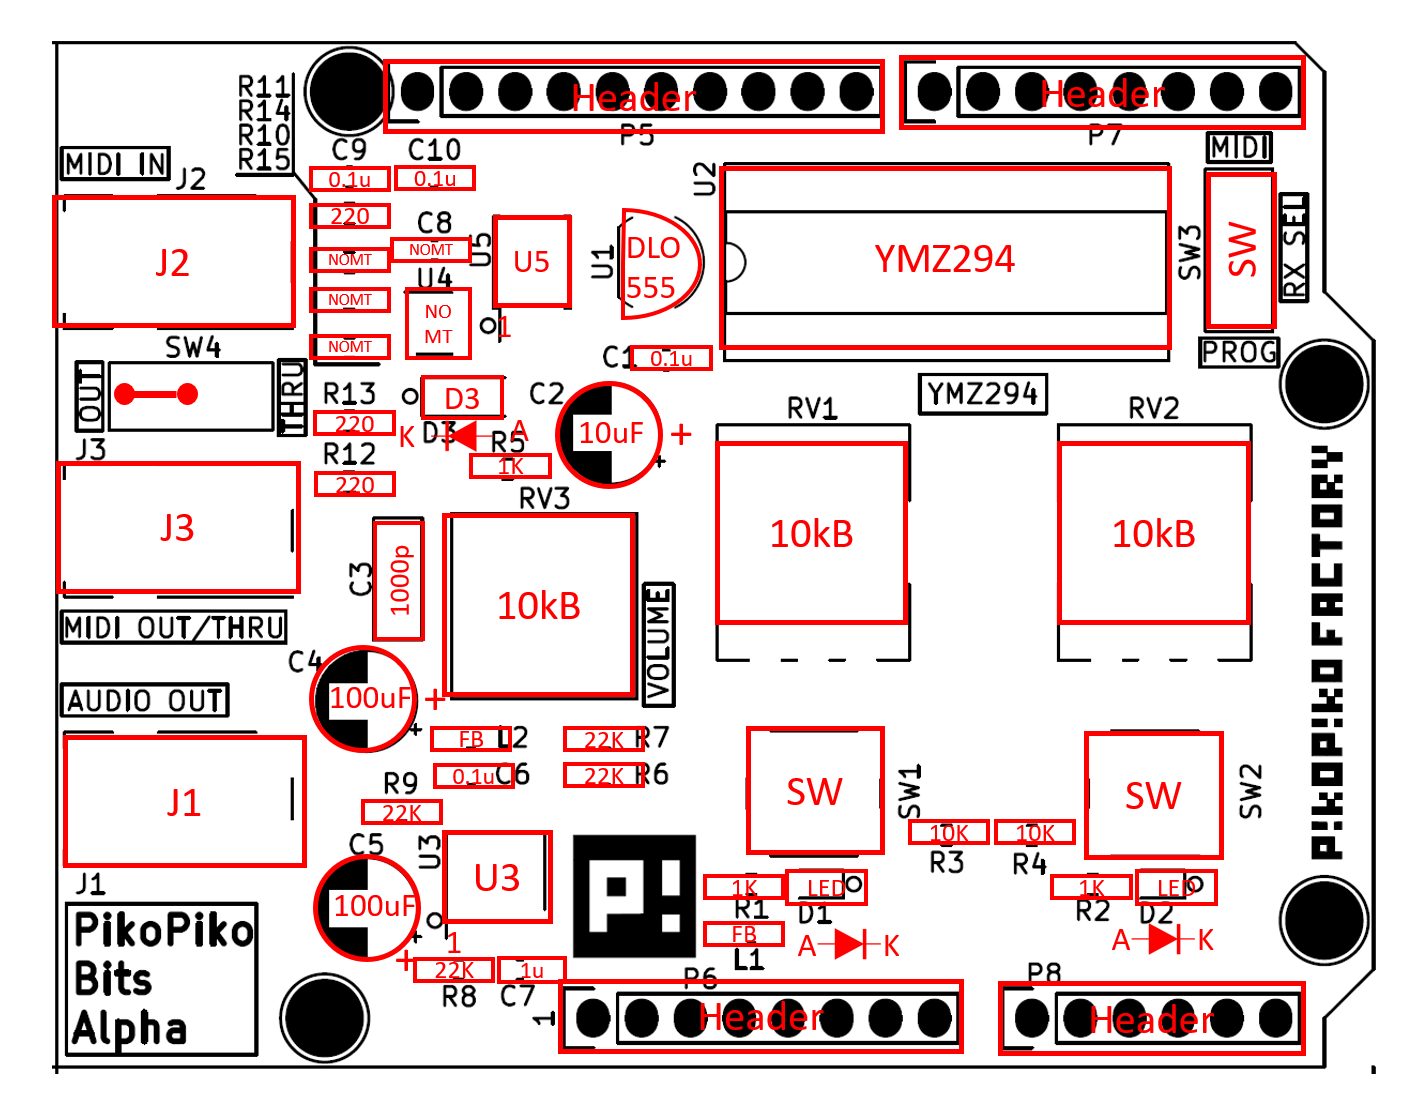 R11
R14
R10
R15
Header
P5
Header
P7
MIDI IN
J2
C9
0.1u
C10
0.1u
220
NOMT
NOMT
NOMT
C8
NOMT
U4
NO
MT
U5
U5
1
U1
DLO
555
U2
YMZ294
MIDI
SW3
SW
RX SEL
PROG
J2
SW4
OUT
THRU
R13
220
D3
D3
K
A
R5
1K
C1
0.1u
C2
10uF
+
+
YMZ294
RV1
10kB
RV2
10kB
J3
J3
R12
220
RV3
10kB
VOLUME
C3
1000p
MIDI OUT/THRU
C4
100uF
+
+
AUDIO OUT
FB
L2
0.1u
C6
22K
R7
22K
R6
J1
J1
R9
22K
C5
100uF
+
+
U3
U3
1
22K
R8
1u
C7
P!
SW
SW1
SW
SW2
10K
R3
10K
R4
1K
R1
LED
D1
FB
L1
A
K
1K
R2
LED
D2
A
K
P!KOP!KOFACTORY
PikoPiko
Bits
Alpha
P6
1
Header
P8
Header